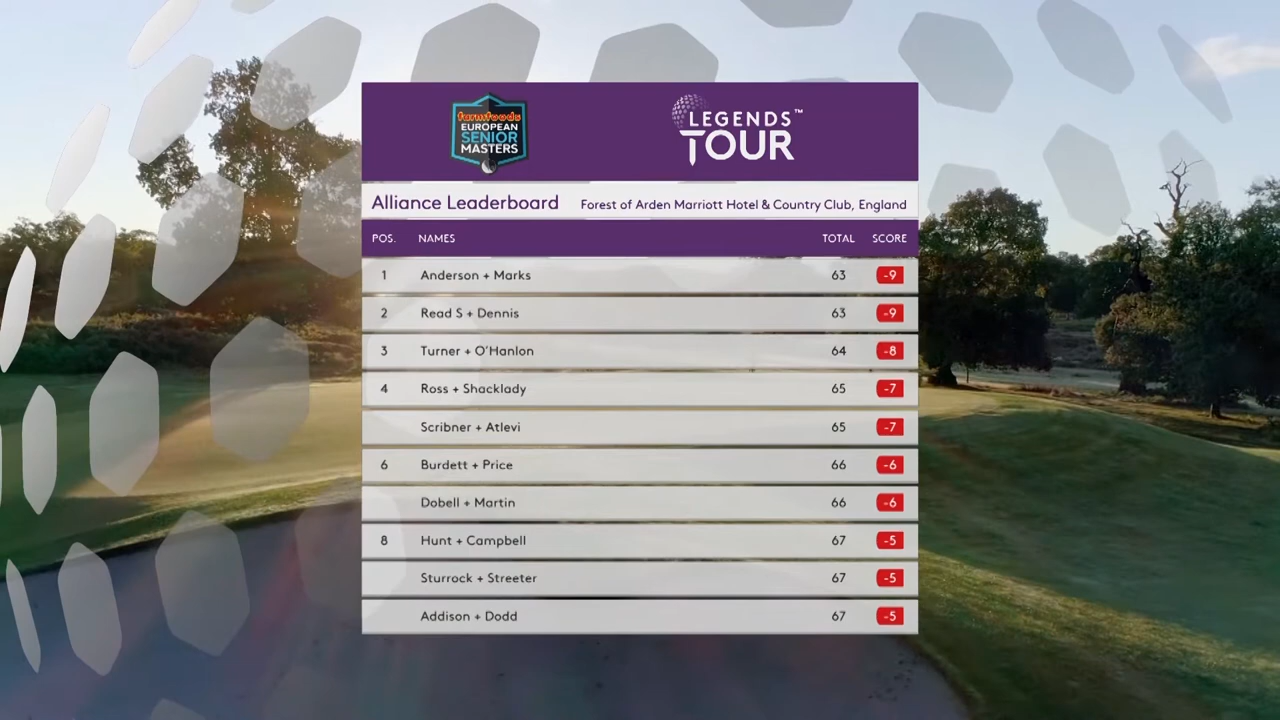 farmfoods
EUROPEAN
SENIOR
MASTERS
LEGENDS™
TOUR
Alliance Leaderboard Forest of Arden Marriott Hotel & Country Club, England
POS. NAMES TOTAL SCORE
1 Anderson + Marks 63 -9
2 Read S + Dennis 63 -9
3 Turner + O'Hanlon 64 -8
4 Ross + Shacklady 65 -7
Scribner + Atlevi 65 -7
6 Burdett + Price 66 -6
Dobell + Martin 66 -6
8 Hunt + Campbell 67 -5
Sturrock + Streeter 67 -5
Addison + Dodd 67 -5